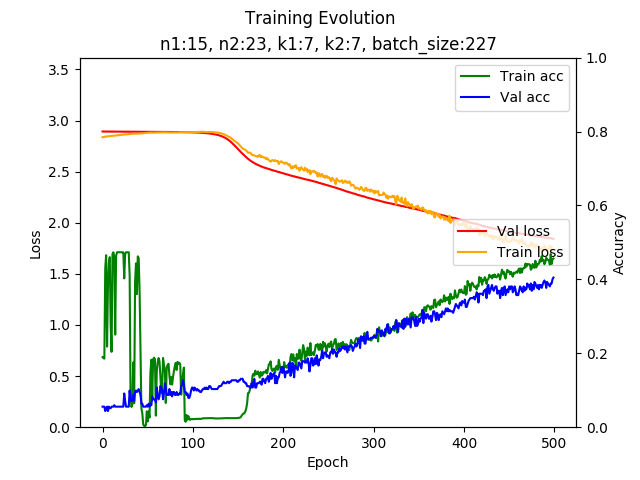 Training Evolution
n1:15, n2:23, k1:7, k2:7, batch_size:227
Train acc
Val acc
Val loss
Train loss
Loss
3.5
3.0
2.5
2.0
1.5
1.0
0.5
0.0
Accuracy
1.0
0.8
0.6
0.4
0.2
0.0
0
100
200
300
400
500
Epoch